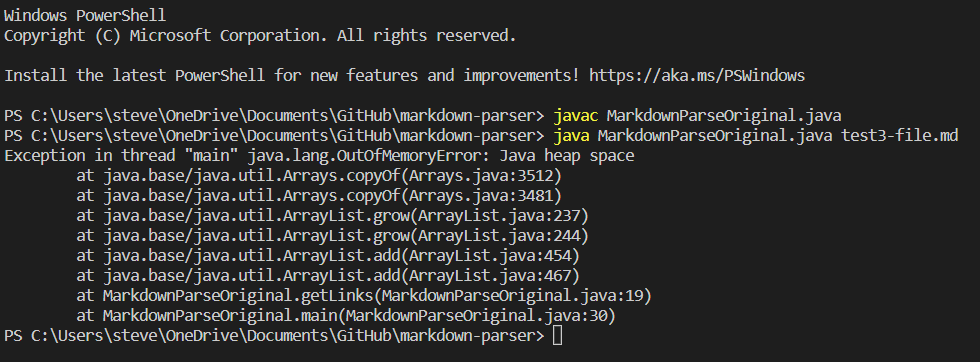 Windows PowerShell
Copyright (C) Microsoft Corporation. All rights reserved.
Install the latest PowerShell for new features and improvements! https://aka.ms/PSWindows
PS C:\Users\steve\OneDrive\Documents\GitHub\markdown-parser> javac MarkdownParseOriginal.java
PS C:\Users\steve\OneDrive\Documents\GitHub\markdown-parser> java MarkdownParseOriginal.java test3-file.md
Exception in thread "main" java.lang.OutOfMemoryError: Java heap space
        at java.base/java.util.Arrays.copyOf(Arrays.java:3512)
        at java.base/java.util.Arrays.copyOf(Arrays.java:3481)
        at java.base/java.util.ArrayList.grow(ArrayList.java:237)
        at java.base/java.util.ArrayList.grow(ArrayList.java:244)
        at java.base/java.util.ArrayList.add(ArrayList.java:454)
        at java.base/java.util.ArrayList.add(ArrayList.java:467)
        at MarkdownParseOriginal.getLinks(MarkdownParseOriginal.java:19)
        at MarkdownParseOriginal.main(MarkdownParseOriginal.java:30)
PS C:\Users\steve\OneDrive\Documents\GitHub\markdown-parser>